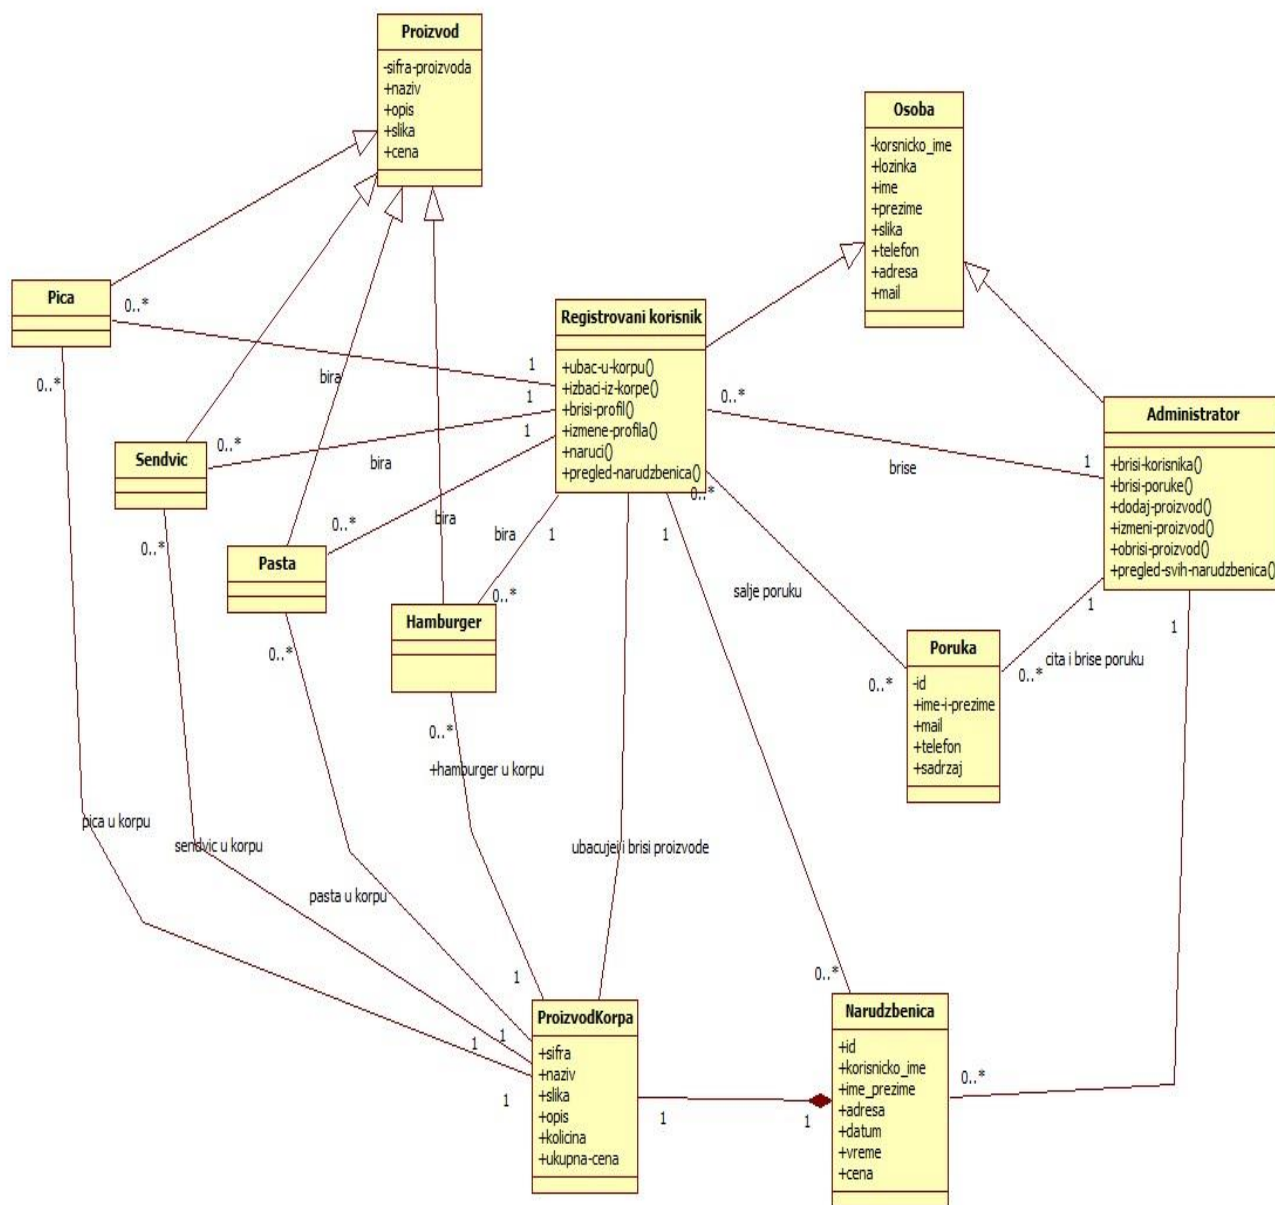 Proizvod
-sifra-proizvoda
+naziv
+opis
+slika
+cena
Osoba
-korsnicko_ime
+lozinka
+ime
+prezime
+slika
+telefon
+adresa
+mail
Pica
0..*
0..*
Registrovani korisnik
+ubac-u-korpu()
+izbaci-iz-korpe()
+brisi-profil()
+izmene-profila()
+naruci()
+pregled-narudzbenica()
1
bira
1
0..*
Administrator
+brisi-korisnika()
+brisi-poruke()
+dodaj-proizvod()
+izmeni-proizvod()
+obrisi-proizvod()
+pregled-svih-narudzbenica()
1
brise
Sendvic
0..*
bira
1
0..*
0..*
Pasta
0..*
bira
bira
1
1
0..*
0..*
Hamburger
0..*
salje poruku
1
1
Poruka
-id
+ime-i-prezime
+mail
+telefon
+sadrzaj
0..*
0..*
cita i brise poruku
0..*
+hamburger u korpu
pica u korpu
sendvic u korpu
ubacujei i brisi proizvode
pasta u korpu
1
0..*
ProizvodKorpa
+sifra
+naziv
+slika
+opis
+kolicina
+ukupna-cena
1
1
1
1
1
Narudzbenica
+id
+korisnicko_ime
+ime_prezime
+adresa
+datum
+vreme
+cena
0..*